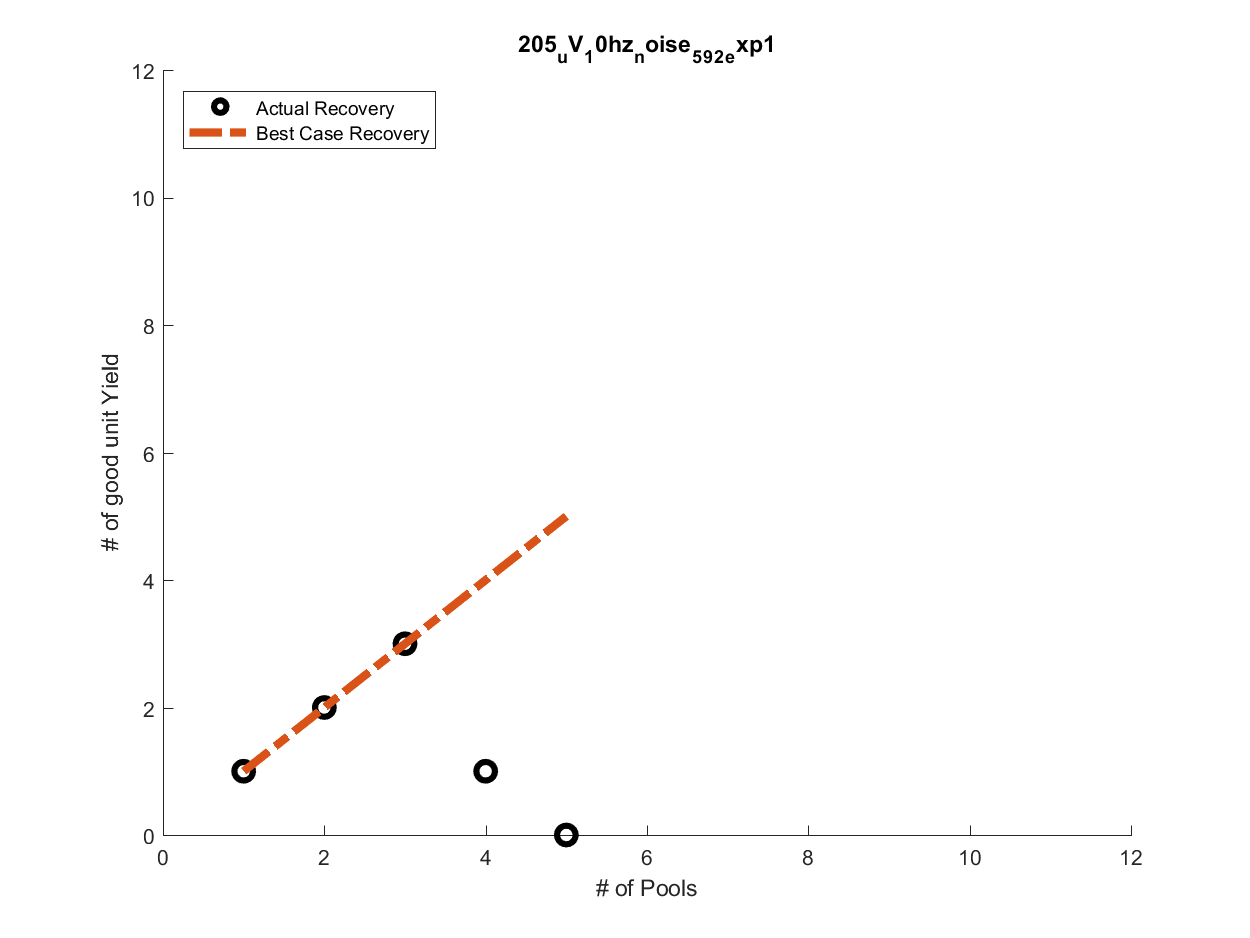 205_uV_10hz_noise_592_exp1
Actual Recovery
Best Case Recovery
12
10
8
6
4
2
0
# of good unit Yield
0 2 4 6 8 10 12
# of Pools